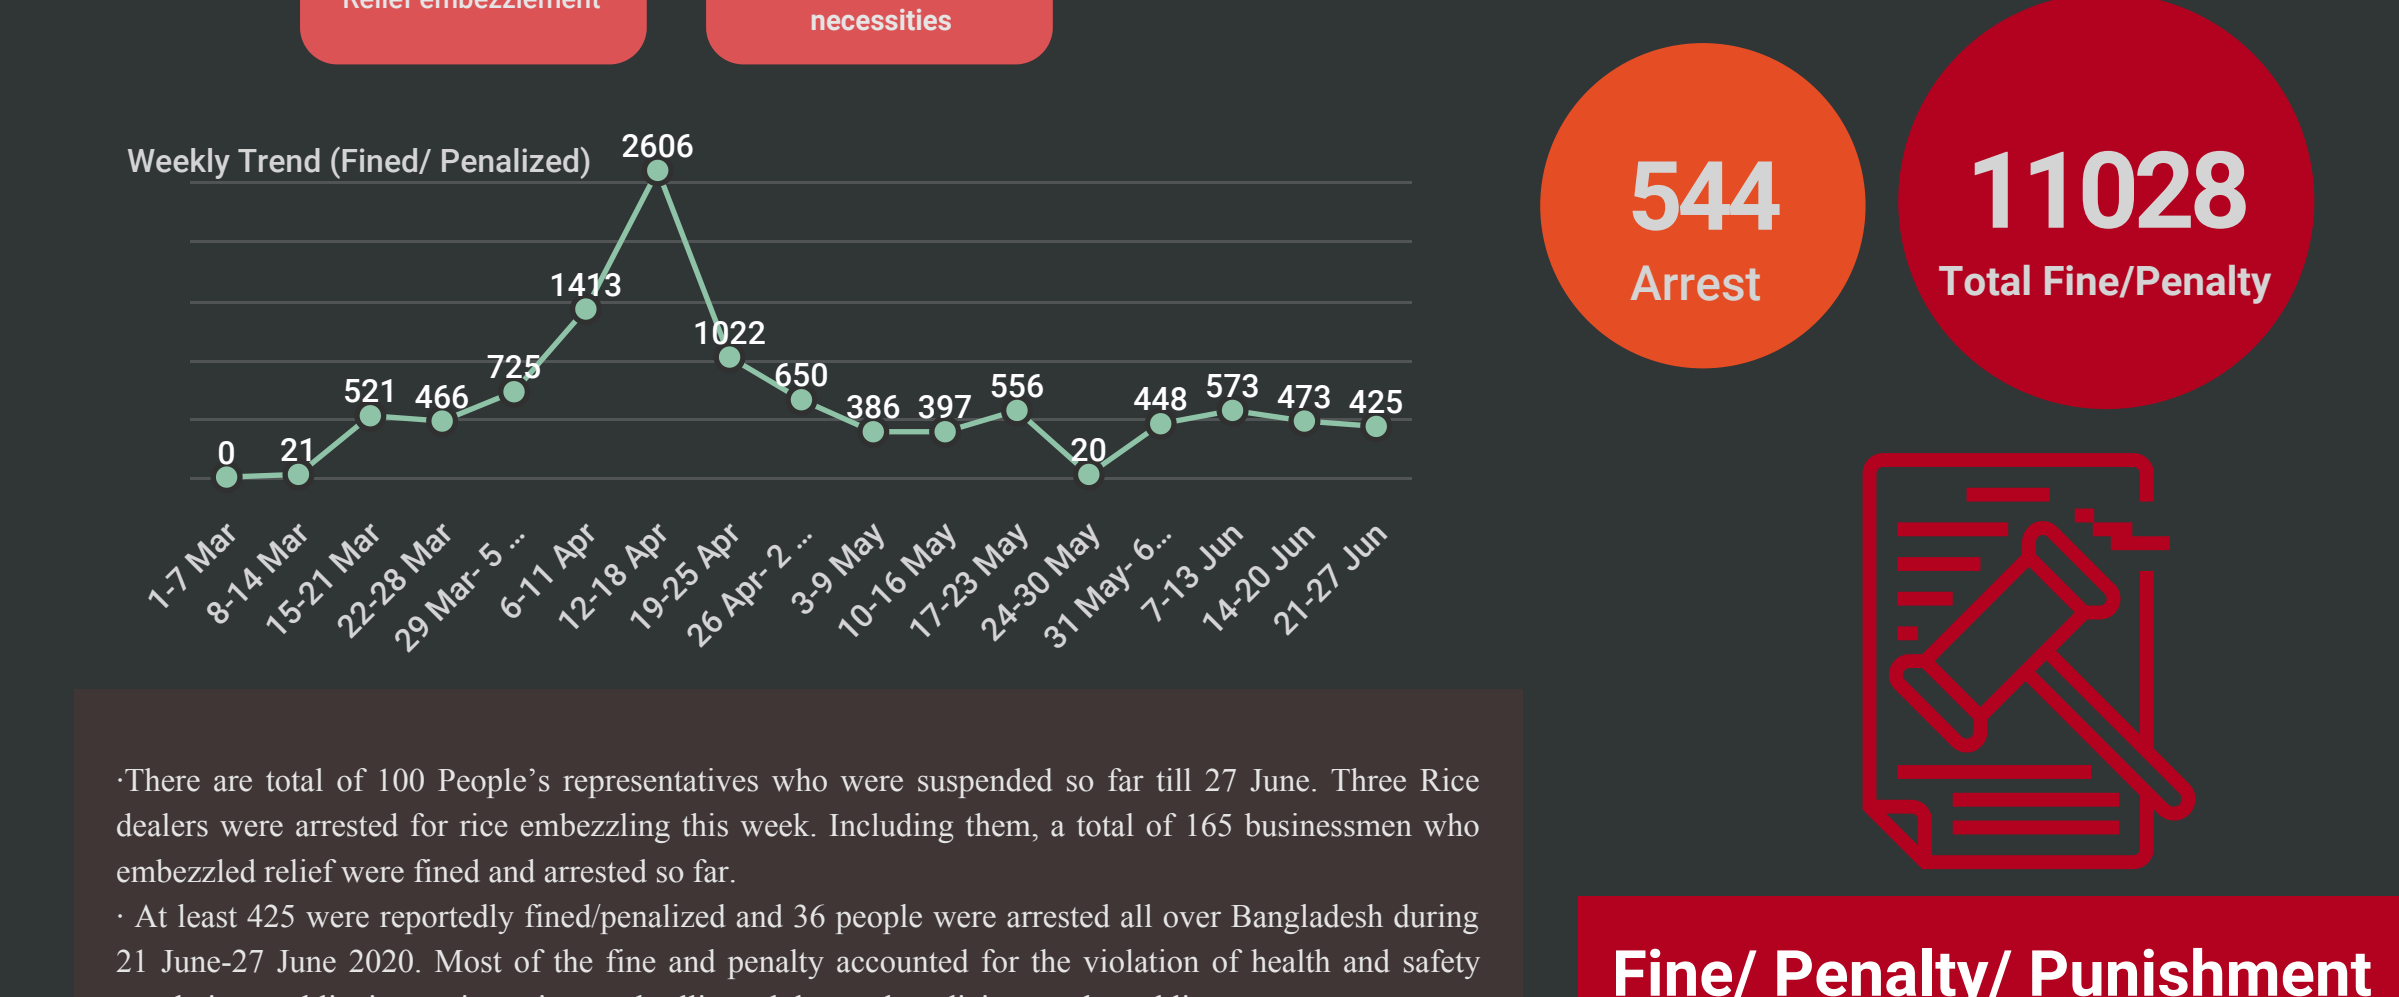 Relief embezzlement
necessities
Weekly Trend (Fined/ Penalized)
2606
1413
1022
725
650
521
466
386
397
556
448
573
473
425
0
21
20
1-7 Mar
8-14 Mar
15-21 Mar
22-28 Mar
29 Mar- 5 ...
6-11 Apr
12-18 Apr
19-25 Apr
26 Apr- 2 ...
3-9 May
10-16 May
17-23 May
24-30 May
31 May- 6...
7-13 Jun
14-20 Jun
21-27 Jun
544
Arrest
11028
Total Fine/Penalty
·There are total of 100 People’s representatives who were suspended so far till 27 June. Three Rice
dealers were arrested for rice embezzling this week. Including them, a total of 165 businessmen who
embezzled relief were fined and arrested so far.
· At least 425 were reportedly fined/penalized and 36 people were arrested all over Bangladesh during
21 June-27 June 2020. Most of the fine and penalty accounted for the violation of health and safety
Fine/ Penalty/ Punishment